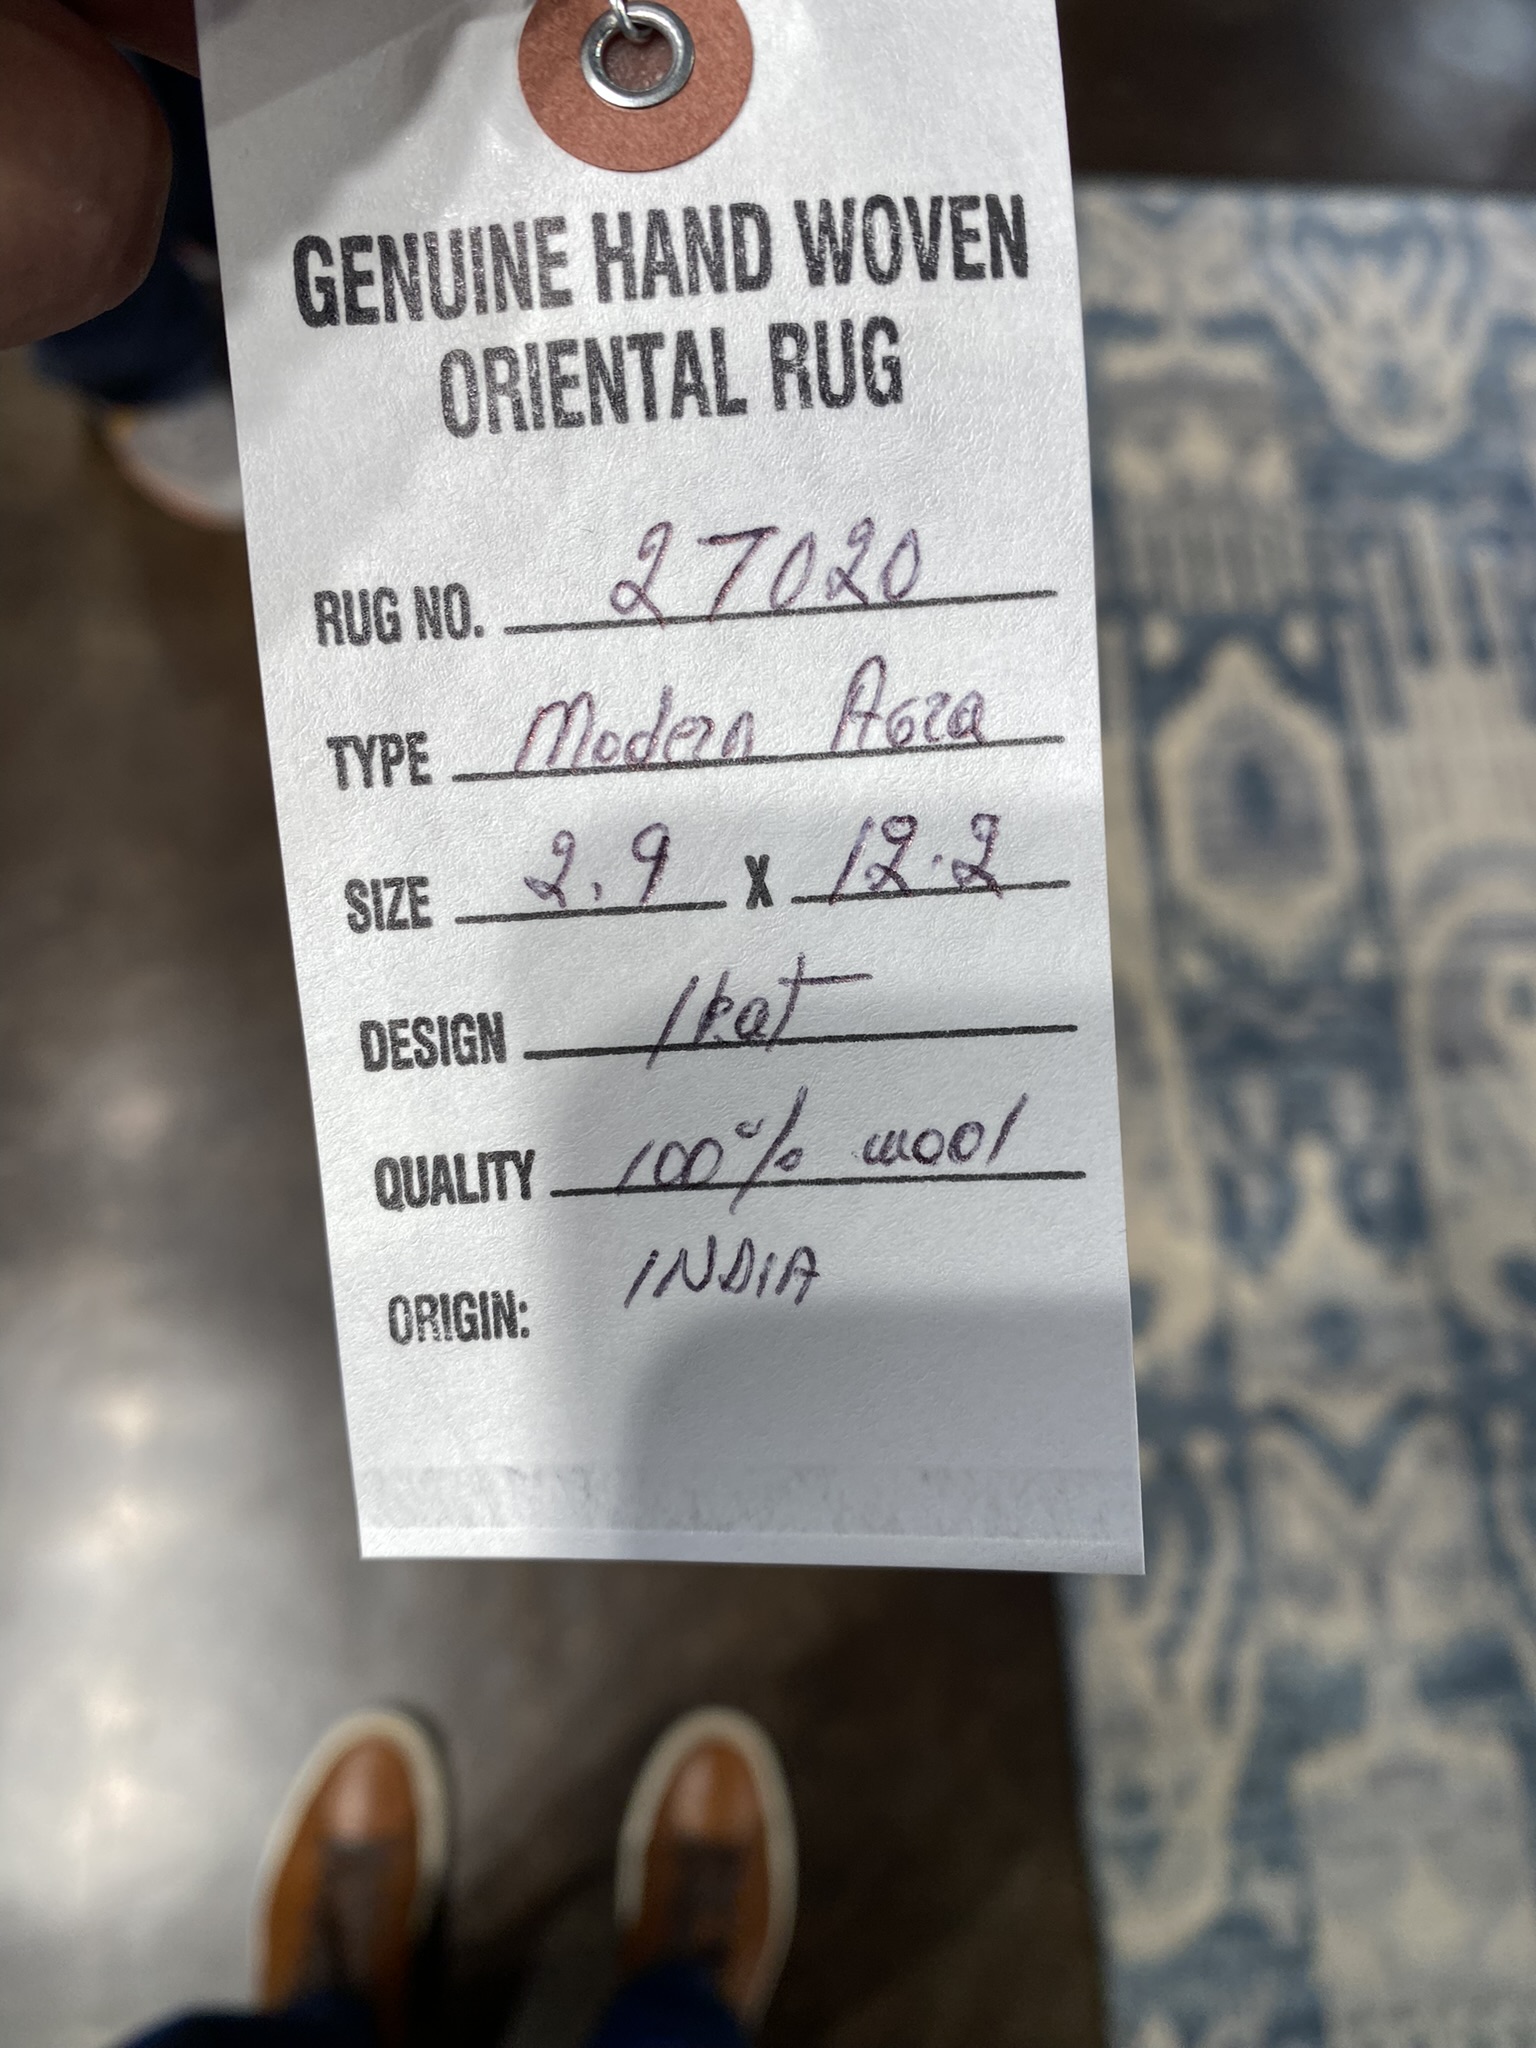 GENUINE HAND WOVEN
ORIENTAL RUG
RUG NO. 27020
TYPE Modern Agra
SIZE 2.9 X 12.2
DESIGN Ikat
QUALITY 100% wool
ORIGIN: INDIA